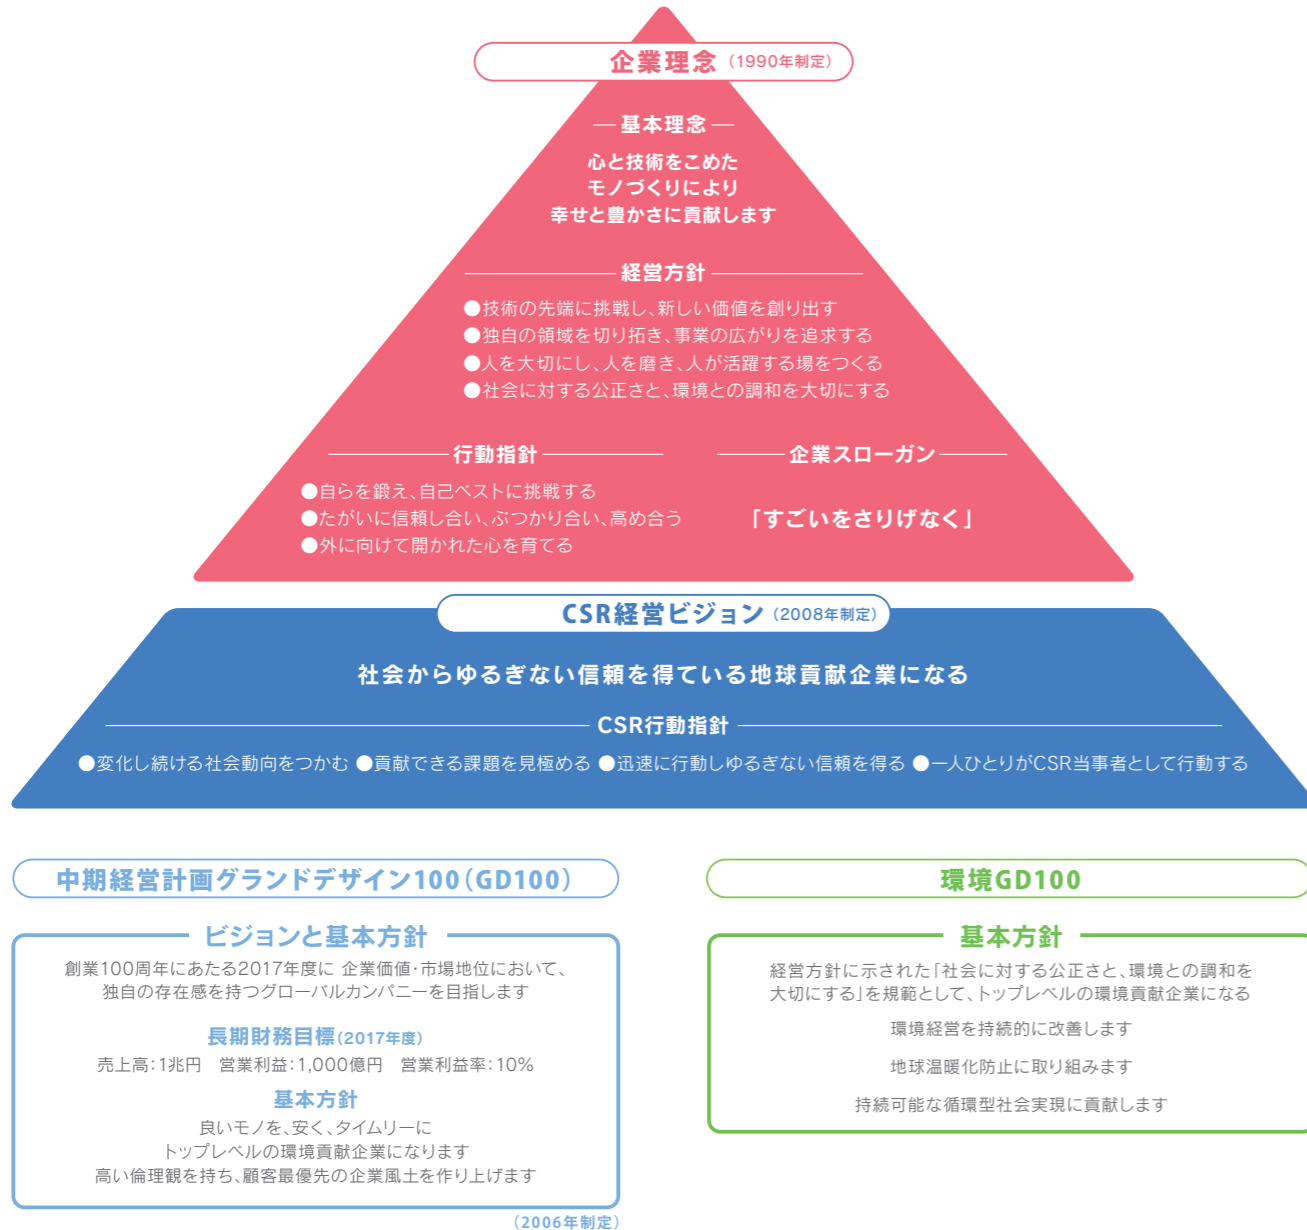 企業理念（1990年制定）
基本理念
心と技術をこめた
モノづくりにより
幸せと豊かさに貢献します
経営方針
●技術の先端に挑戦し、新しい価値を創り出す
●独自の領域を切り拓き、事業の広がりを追求する
●人を大切にし、人を磨き、人が活躍する場をつくる
●社会に対する公正さと、環境との調和を大切にする
行動指針
●自らを鍛え、自己ベストに挑戦する
●たがいに信頼し合い、ぶつかり合い、高め合う
●外に向けて開かれた心を育てる
企業スローガン
「すごいをさりげなく」
CSR経営ビジョン（2008年制定）
社会からゆるぎない信頼を得ている地球貢献企業になる
CSR行動指針
●変化し続ける社会動向をつかむ ●貢献できる課題を見極める ●迅速に行動しゆるぎない信頼を得る ●一人ひとりがCSR当事者として行動する
中期経営計画グランドデザイン100（GD100）
ビジョンと基本方針
創業100周年にあたる2017年度に 企業価値・市場地位において、
独自の存在感を持つグローバルカンパニーを目指します
長期財務目標（2017年度）
売上高：1兆円　営業利益：1,000億円　営業利益率：10%
基本方針
良いモノを、安く、タイムリーに
トップレベルの環境貢献企業になります
高い倫理観を持ち、顧客最優先の企業風土を作り上げます
（2006年制定）
環境GD100
基本方針
経営方針に示された「社会に対する公正さと、環境との調和を
大切にする」を規範として、トップレベルの環境貢献企業になる
環境経営を持続的に改善します
地球温暖化防止に取り組みます
持続可能な循環型社会実現に貢献します